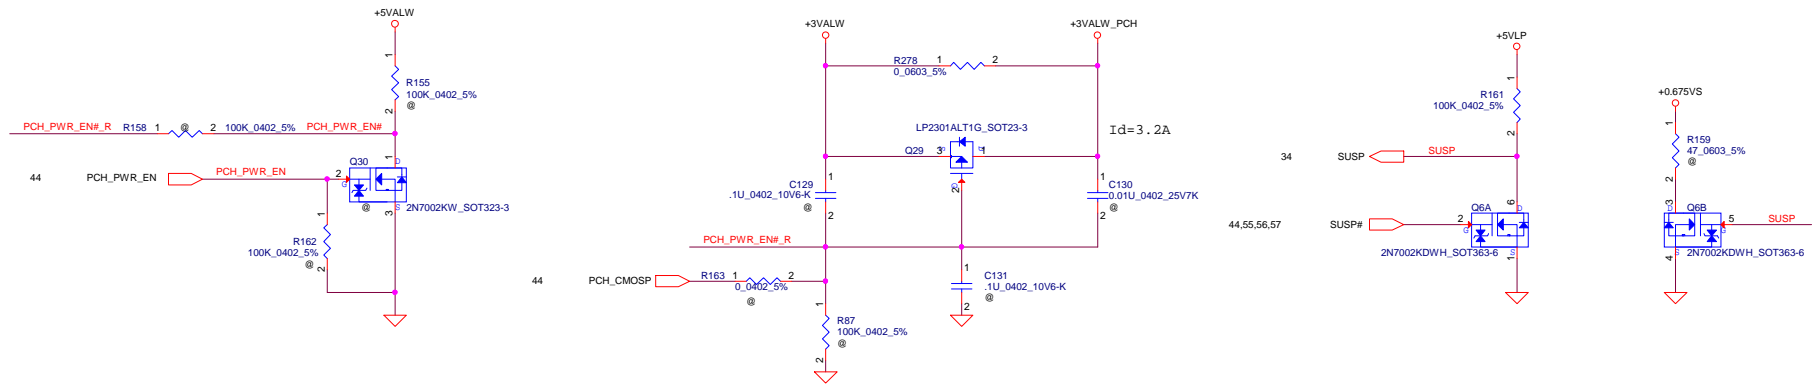 +5VALW
1
R155
100K_0402_5%
@
2
PCH_PWR_EN#_R
R158
1
@
2
100K_0402_5%
PCH_PWR_EN#
1
D
Q30
2
G
44
PCH_PWR_EN
PCH_PWR_EN
@
3
S
2N7002KW_SOT323-3
1
R162
100K_0402_5%
@
2
+3VALW
+3VALW_PCH
R278
1
2
0_0603_5%
LP2301ALT1G_SOT23-3
Id=3.2A
Q29
3
1
2
1
C129
.1U_0402_10V6-K
@
2
1
C130
0.01U_0402_25V7K
@
2
PCH_PWR_EN#_R
44
PCH_CMOSP
R163
1
2
0_0402_5%
@
1
C131
.1U_0402_10V6-K
@
2
1
R87
100K_0402_5%
@
2
+5VLP
1
R161
100K_0402_5%
2
34
SUSP
SUSP
6
D
Q6A
44,55,56,57
SUSP#
2
G
2N7002KDWH_SOT363-6
S
1
+0.675VS
1
R159
47_0603_5%
@
2
3
D
Q6B
5
G
SUSP
2N7002KDWH_SOT363-6
S
4